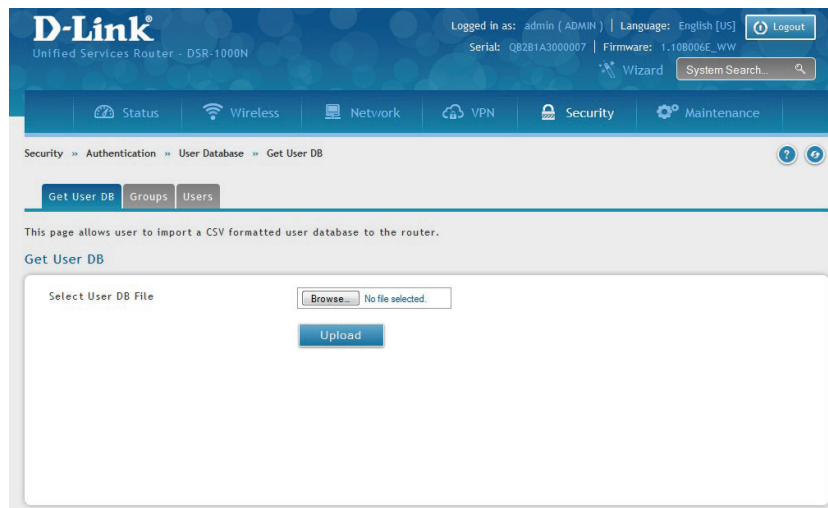 D-Link®
Unified Services Router - DSR-1000N
Logged in as: admin ( ADMIN ) | Language: English [US]
Logout
Serial: QB2B1A3000007 | Firmware: 1.10B006E_WW
Wizard
System Search...
Status
Wireless
Network
VPN
Security
Maintenance
Security » Authentication » User Database » Get User DB
?
Get User DB
Groups
Users
This page allows user to import a CSV formatted user database to the router.
Get User DB
Select User DB File
Browse... No file selected.
Upload